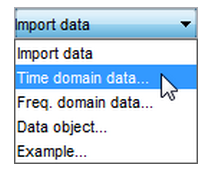 Import data
Import data
Time domain data...
Freq. domain data...
Data object...
Example...